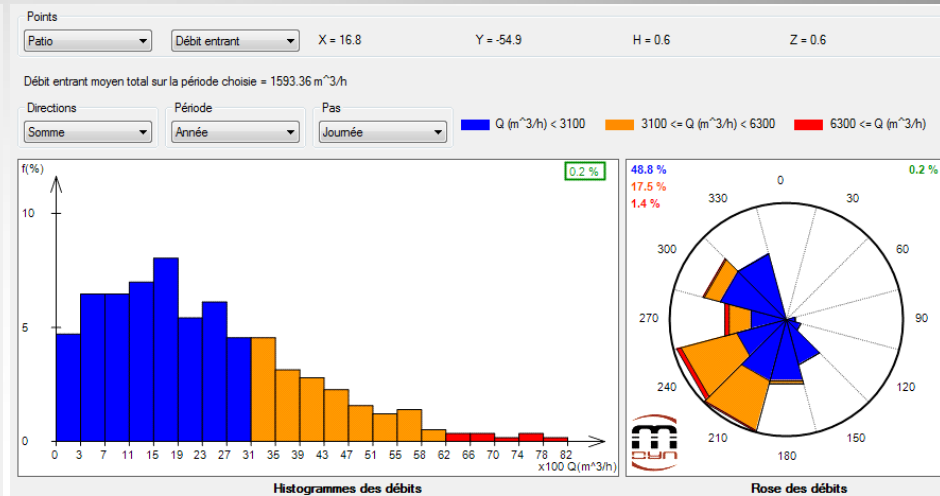 Points
Patio Débit entrant X = 16.8 Y = -54.9 H = 0.6 Z = 0.6
Débit entrant moyen total sur la période choisie = 1593.36 m^3/h
Directions Période Pas
Somme Année Journée Q (m^3/h) < 3100 3100 <= Q (m^3/h) < 6300 6300 <= Q (m^3/h)
f(%) 0.2 %
10
5
0
0 3 7 11 15 19 23 27 31 35 39 43 47 51 55 58 62 66 70 74 78 82
x100 Q(m^3/h)
Histogrammes des débits
48.8 % 0.2 %
17.5 %
1.4 %
0
330 30
300 60
270 90
240 120
210 150
180
m
cyn
Rose des débits